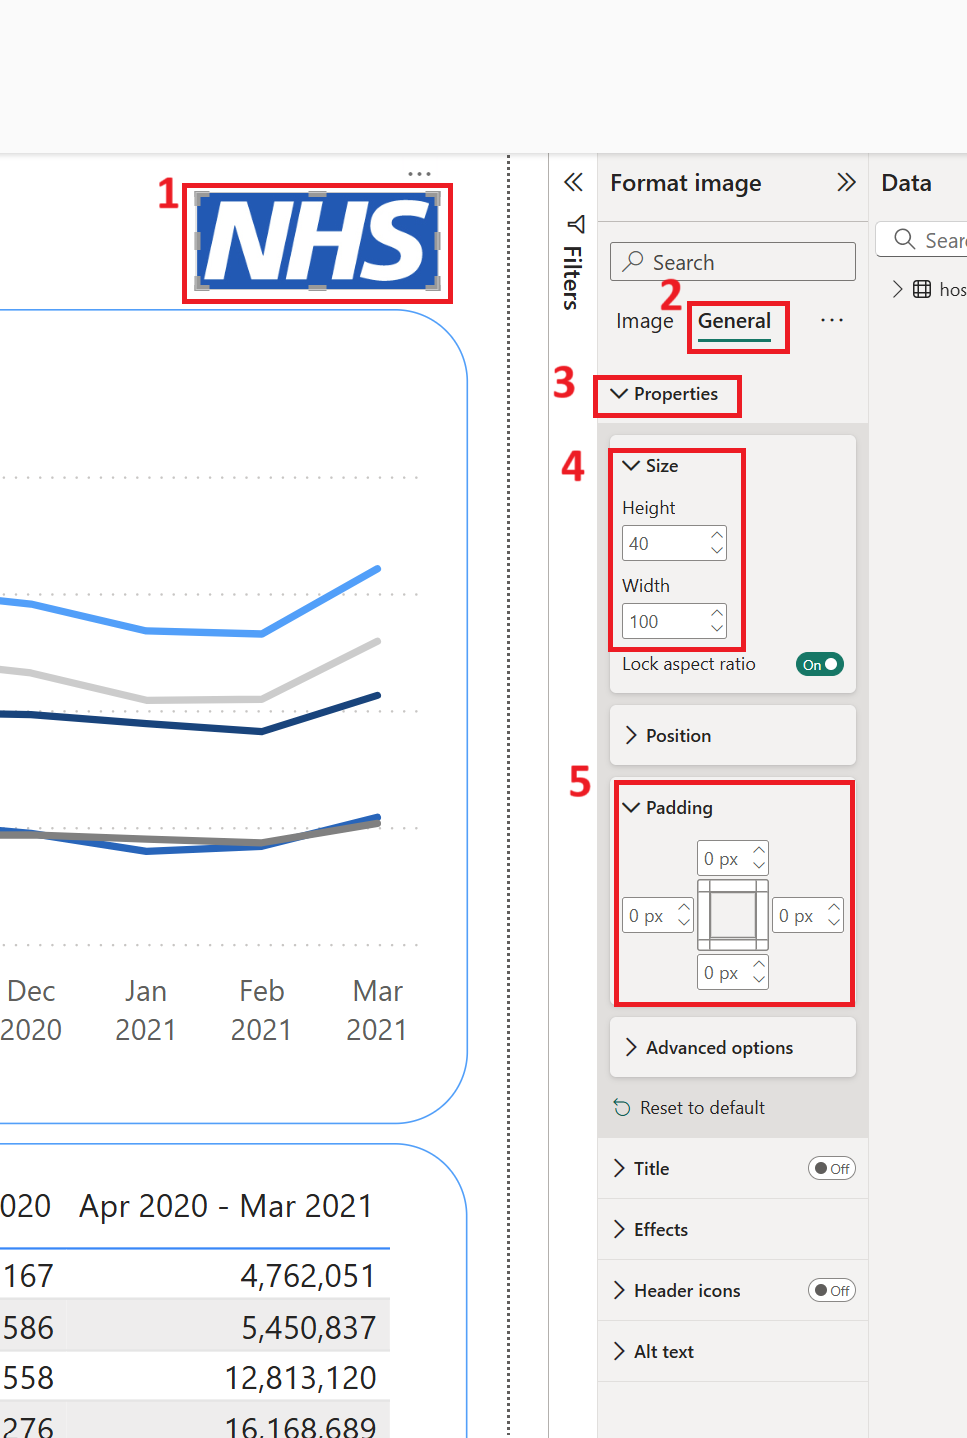 1
NHS
Filters
Format image
Data
Search
Sear
hos
2
Image
General
3
Properties
4
Size
Height
40
Width
100
Lock aspect ratio
On
Position
5
Padding
0 px
0 px
0 px
0 px
Advanced options
Reset to default
Title
Off
Effects
Header icons
Off
Alt text
Dec Jan Feb Mar
2020 2021 2021 2021
020 Apr 2020 - Mar 2021
167 4,762,051
586 5,450,837
558 12,813,120
276 16,168,689